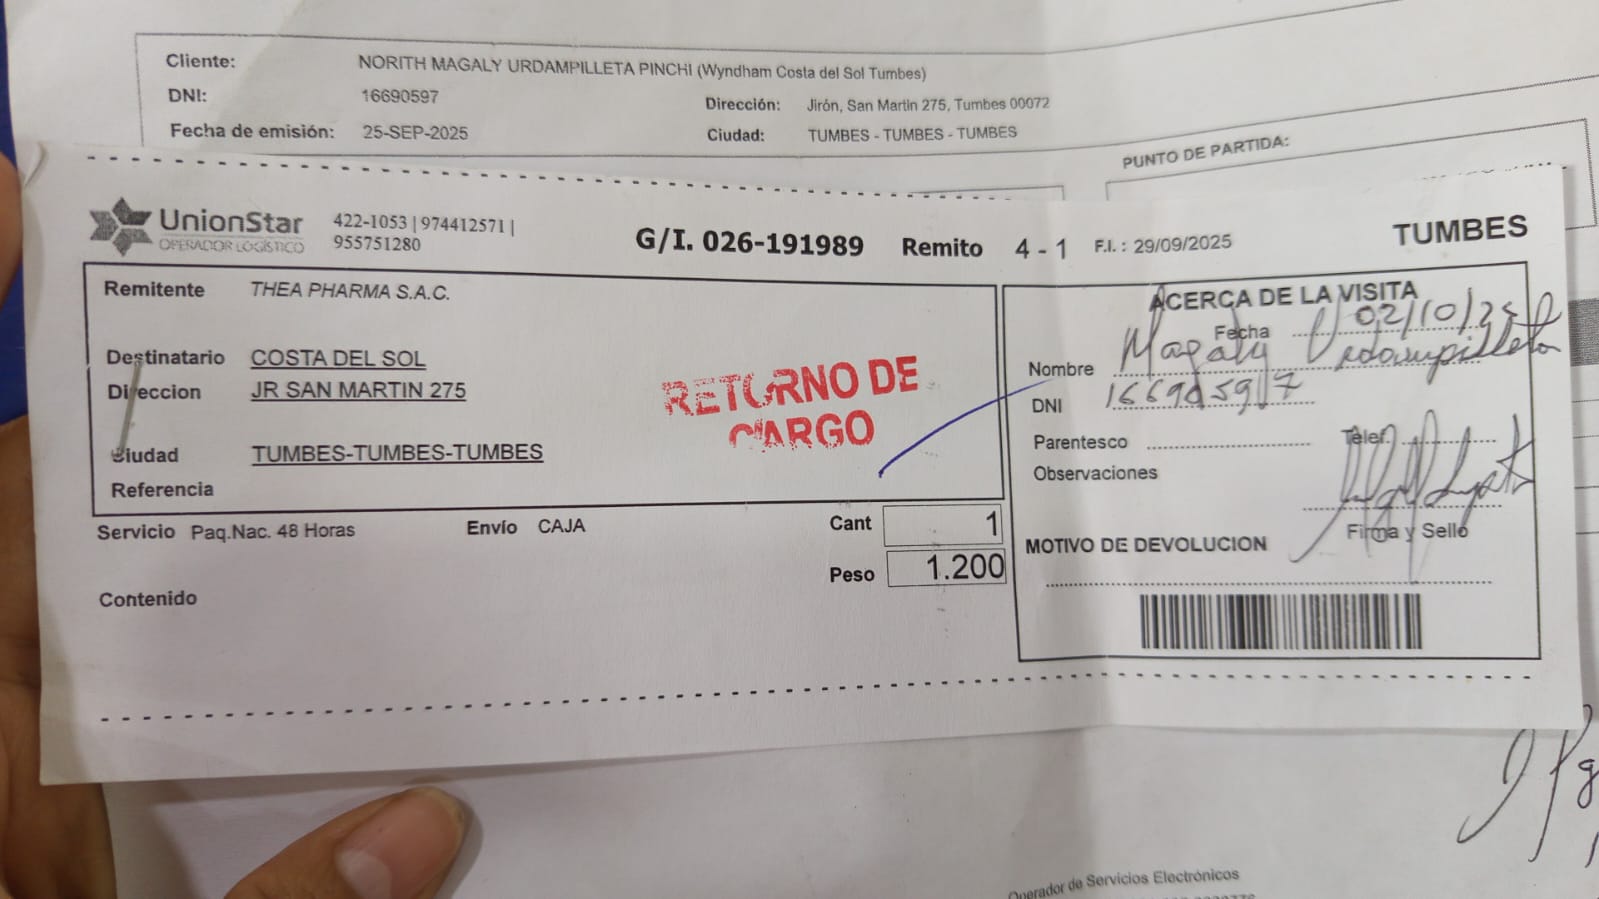 Cliente: NORITH MAGALY URDAMPILLETA PINCHI (Wyndham Costa del Sol Tumbes)
DNI: 16690597
Dirección: Jirón, San Martin 275, Tumbes 00072
Fecha de emisión: 25-SEP-2025
Ciudad: TUMBES - TUMBES - TUMBES
PUNTO DE PARTIDA:
UnionStar
OPERADOR LOGÍSTICO
422-1053 | 974412571 |
955751280
G/I. 026-191989 Remito 4 - 1 F.I. : 29/09/2025
TUMBES
Remitente THEA PHARMA S.A.C.
Destinatario COSTA DEL SOL
Direccion JR SAN MARTIN 275
Ciudad TUMBES-TUMBES-TUMBES
Referencia
RETORNO DE
CARGO
Servicio Paq.Nac. 48 Horas Envío CAJA
Cant 1
Peso 1.200
Contenido
ACERCA DE LA VISITA
Fecha 02/10/25
Nombre Magaly Urdampilleta
DNI 16690597
Parentesco Telef.
Observaciones
Firma y Sello
MOTIVO DE DEVOLUCION
Operador de Servicios Electrónicos